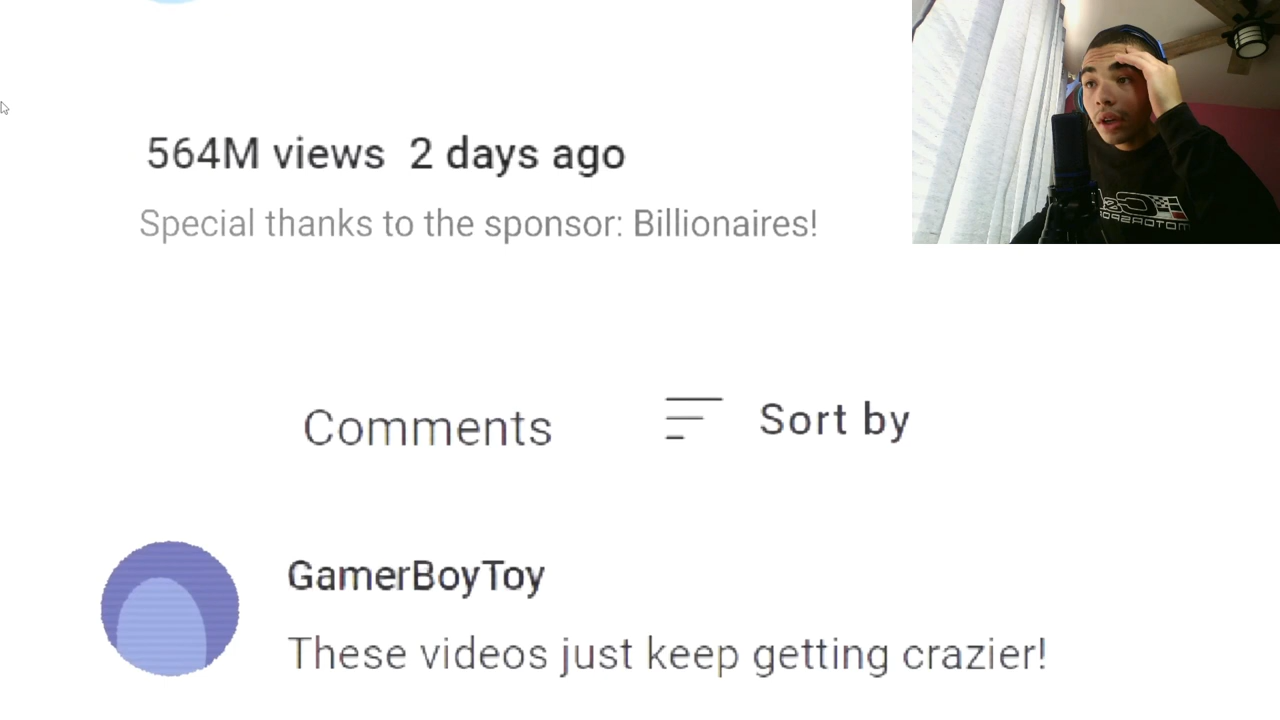 564M views 2 days ago
Special thanks to the sponsor: Billionaires!
Comments
Sort by
GamerBoyToy
These videos just keep getting crazier!